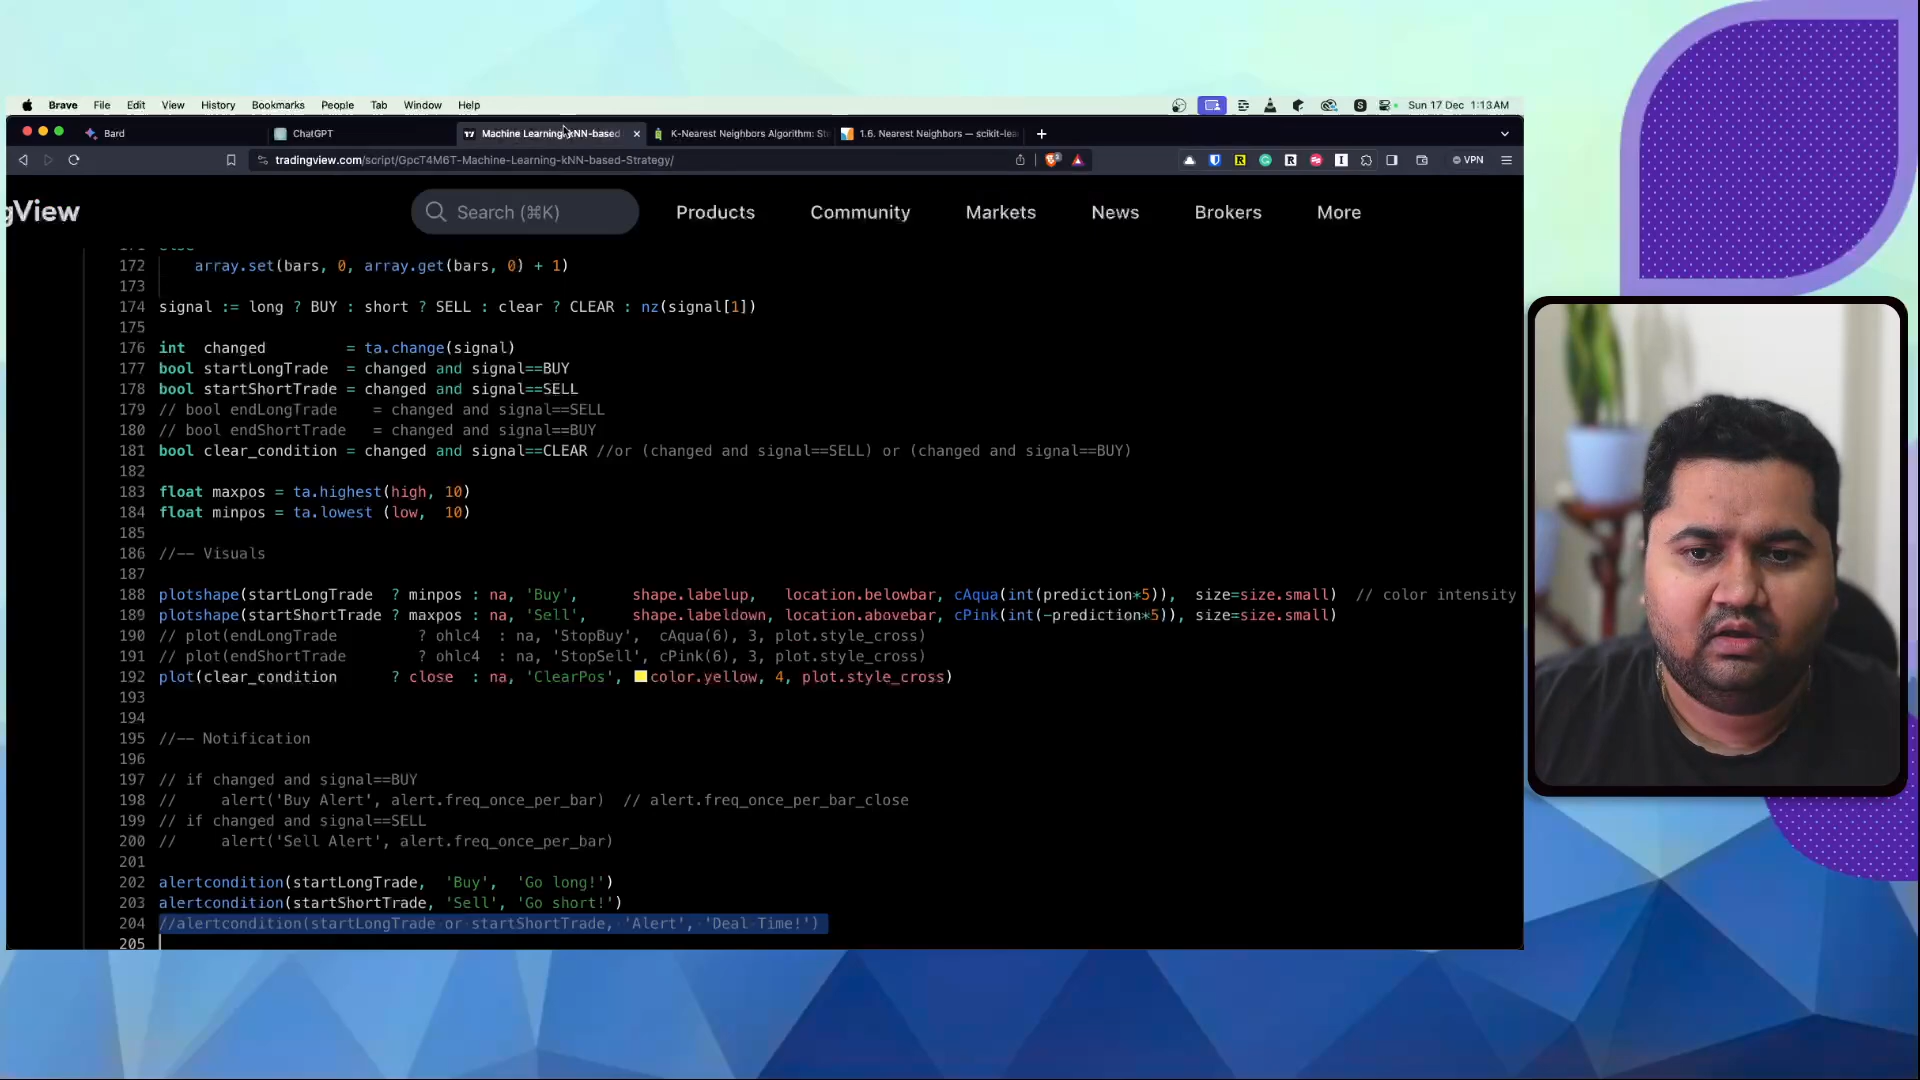 Brave File Edit View History Bookmarks People Tab Window Help Sun 17 Dec 1:13AM
Bard ChatGPT Machine Learning: kNN-based K-Nearest Neighbors Algorithm: St 1.6. Nearest Neighbors — scikit-lea
tradingview.com/script/GpcT4M6T-Machine-Learning-kNN-based-Strategy/ VPN
gView Search (⌘K) Products Community Markets News Brokers More
171 else
172 array.set(bars, 0, array.get(bars, 0) + 1)
173
174 signal := long ? BUY : short ? SELL : clear ? CLEAR : nz(signal[1])
175
176 int changed = ta.change(signal)
177 bool startLongTrade = changed and signal==BUY
178 bool startShortTrade = changed and signal==SELL
179 // bool endLongTrade = changed and signal==SELL
180 // bool endShortTrade = changed and signal==BUY
181 bool clear_condition = changed and signal==CLEAR //or (changed and signal==SELL) or (changed and signal==BUY)
182
183 float maxpos = ta.highest(high, 10)
184 float minpos = ta.lowest (low, 10)
185
186 //-- Visuals
187
188 plotshape(startLongTrade ? minpos : na, 'Buy', shape.labelup, location.belowbar, cAqua(int(prediction*5)), size=size.small) // color intensity
189 plotshape(startShortTrade ? maxpos : na, 'Sell', shape.labeldown, location.abovebar, cPink(int(-prediction*5)), size=size.small)
190 // plot(endLongTrade ? ohlc4 : na, 'StopBuy', cAqua(6), 3, plot.style_cross)
191 // plot(endShortTrade ? ohlc4 : na, 'StopSell', cPink(6), 3, plot.style_cross)
192 plot(clear_condition ? close : na, 'ClearPos', color.yellow, 4, plot.style_cross)
193
194
195 //-- Notification
196
197 // if changed and signal==BUY
198 // alert('Buy Alert', alert.freq_once_per_bar) // alert.freq_once_per_bar_close
199 // if changed and signal==SELL
200 // alert('Sell Alert', alert.freq_once_per_bar)
201
202 alertcondition(startLongTrade, 'Buy', 'Go long!')
203 alertcondition(startShortTrade, 'Sell', 'Go short!')
204 //alertcondition(startLongTrade or startShortTrade, 'Alert', 'Deal Time!')
205